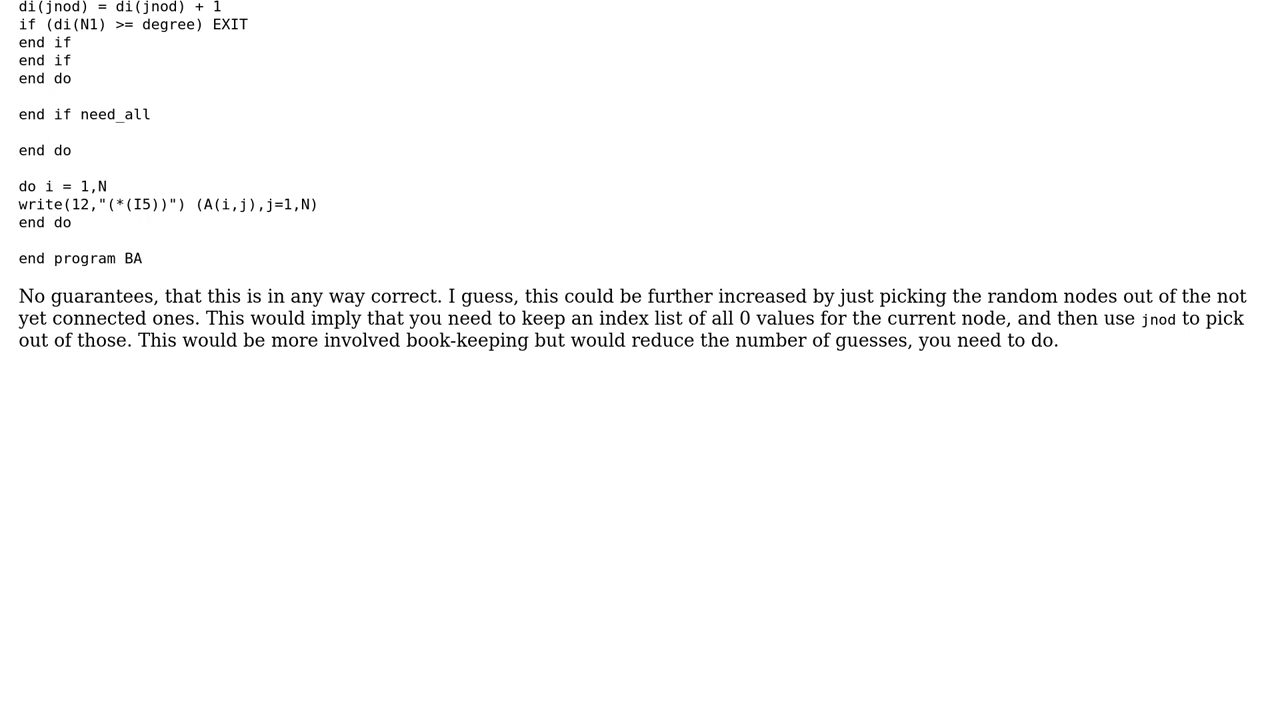 di(jnod) = di(jnod) + 1
if (di(N1) >= degree) EXIT
end if
end if
end do
end if need_all
end do
do i = 1,N
write(12,"(*(I5))") (A(i,j),j=1,N)
end do
end program BA
No guarantees, that this is in any way correct. I guess, this could be further increased by just picking the random nodes out of the not
yet connected ones. This would imply that you need to keep an index list of all 0 values for the current node, and then use jnod to pick
out of those. This would be more involved book-keeping but would reduce the number of guesses, you need to do.